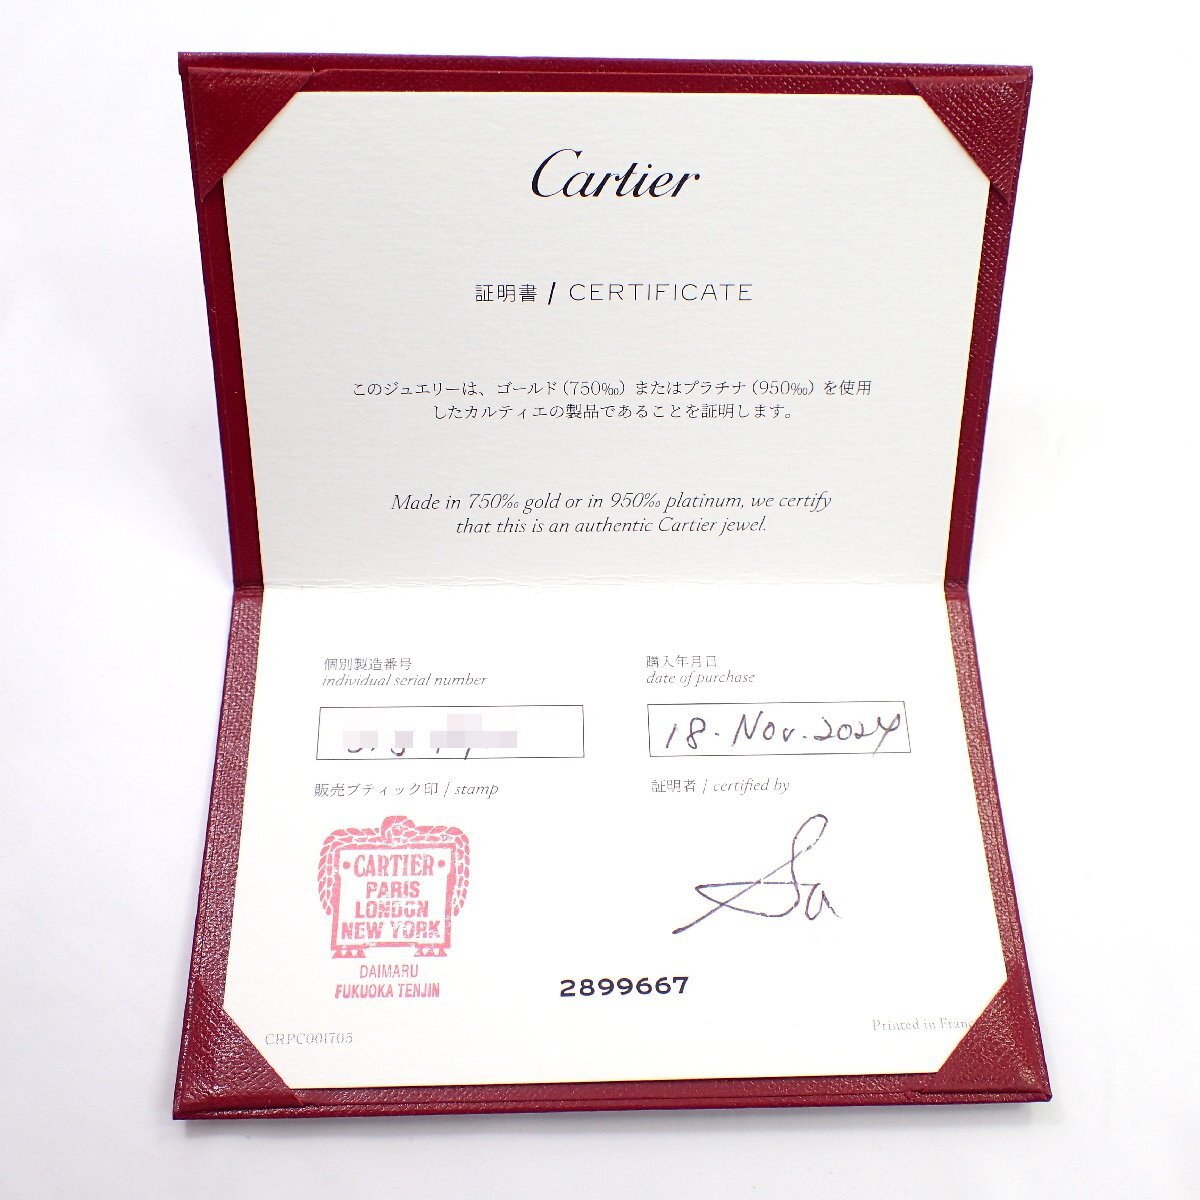 Cartier
証明書 / CERTIFICATE
このジュエリーは、ゴールド（750‰）またはプラチナ（950‰）を使用
したカルティエの製品であることを証明します。
Made in 750‰ gold or in 950‰ platinum, we certify
that this is an authentic Cartier jewel.
個別製造番号
individual serial number
購入年月日
date of purchase
18. Nov. 2024
販売ブティック印 / stamp
証明者 / certified by
CARTIER
PARIS
LONDON
NEW YORK
DAIMARU
FUKUOKA TENJIN
2899667
CRPC001705
Printed in Franc